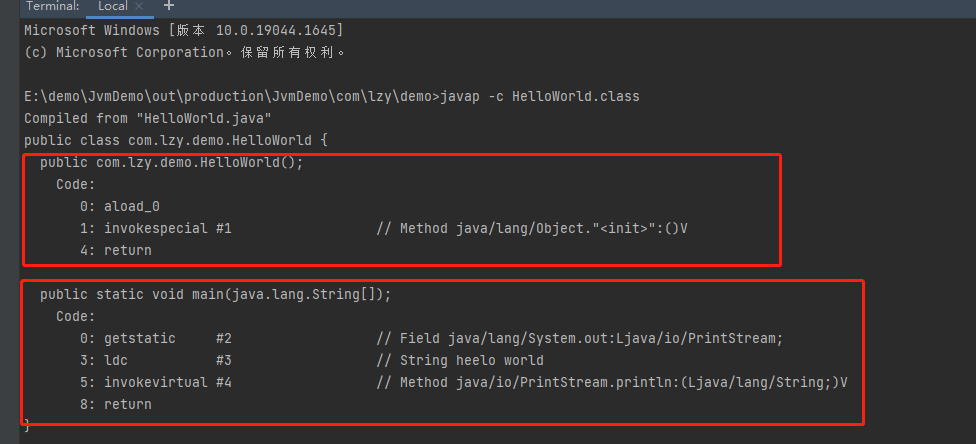 Terminal: Local × +
Microsoft Windows [版本 10.0.19044.1645]
(c) Microsoft Corporation。保留所有权利。
E:\demo\JvmDemo\out\production\JvmDemo\com\lzy\demo>javap -c HelloWorld.class
Compiled from "HelloWorld.java"
public class com.lzy.demo.HelloWorld {
  public com.lzy.demo.HelloWorld();
    Code:
       0: aload_0
       1: invokespecial #1                  // Method java/lang/Object."<init>":()V
       4: return
  public static void main(java.lang.String[]);
    Code:
       0: getstatic     #2                  // Field java/lang/System.out:Ljava/io/PrintStream;
       3: ldc           #3                  // String heelo world
       5: invokevirtual #4                  // Method java/io/PrintStream.println:(Ljava/lang/String;)V
       8: return
}